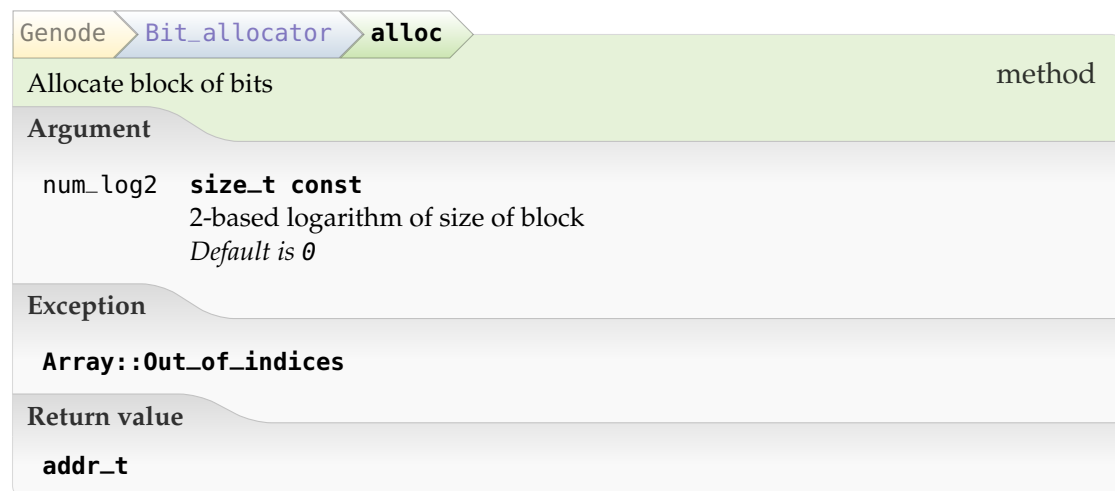 Genode Bit_allocator alloc
Allocate block of bits method
Argument
num_log2 size_t const
2-based logarithm of size of block
Default is 0
Exception
Array::Out_of_indices
Return value
addr_t